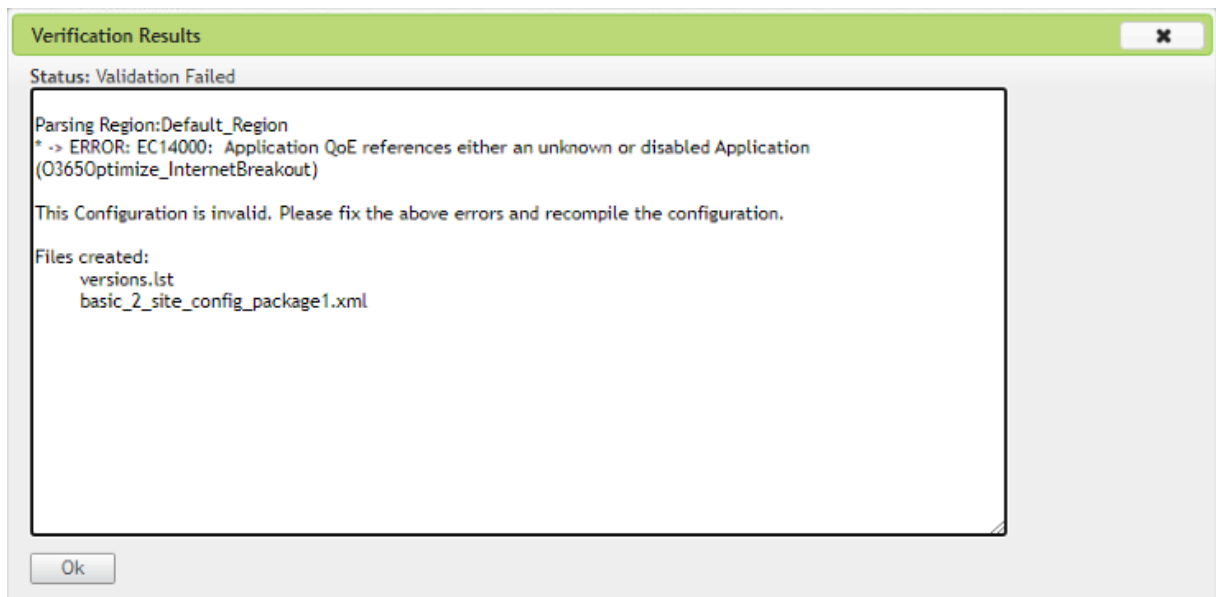 Verification Results
Status: Validation Failed
Parsing Region:Default_Region
* -> ERROR: EC14000:  Application QoE references either an unknown or disabled Application
(O365Optimize_InternetBreakout)
This Configuration is invalid. Please fix the above errors and recompile the configuration.
Files created:
versions.lst
basic_2_site_config_package1.xml
Ok